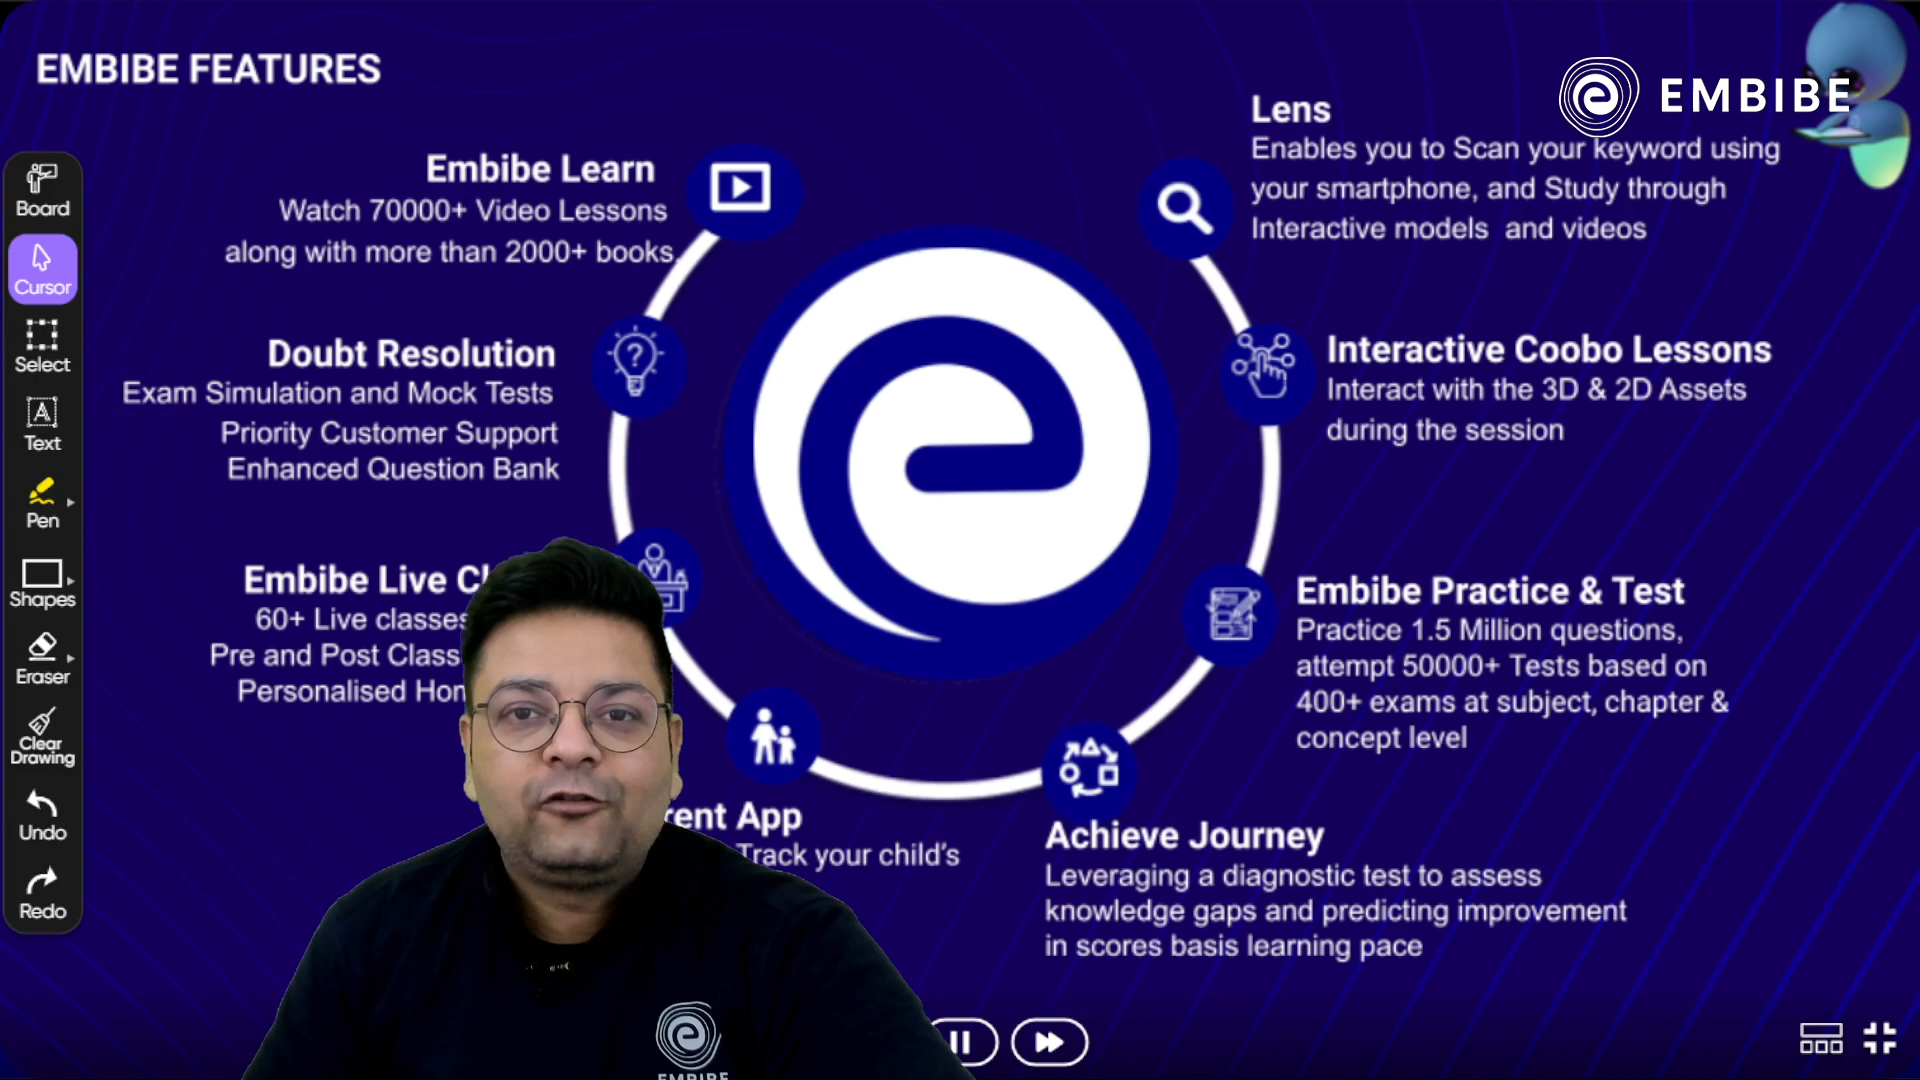 EMBIBE FEATURES
EMBIBE
Board
Cursor
Select
Text
Pen
Shapes
Eraser
Clear
Drawing
Undo
Redo
Embibe Learn
Watch 70000+ Video Lessons
along with more than 2000+ books.
Doubt Resolution
Exam Simulation and Mock Tests
Priority Customer Support
Enhanced Question Bank
Embibe Live
60+ Live classes
Pre and Post Class
Personalised
App
Track your child's
Achieve Journey
Leveraging a diagnostic test to assess
knowledge gaps and predicting improvement
in scores basis learning pace
Embibe Practice & Test
Practice 1.5 Million questions,
attempt 50000+ Tests based on
400+ exams at subject, chapter &
concept level
Interactive Coobo Lessons
Interact with the 3D & 2D Assets
during the session
Lens
Enables you to Scan your keyword using
your smartphone, and Study through
Interactive models and videos
EMBIBE